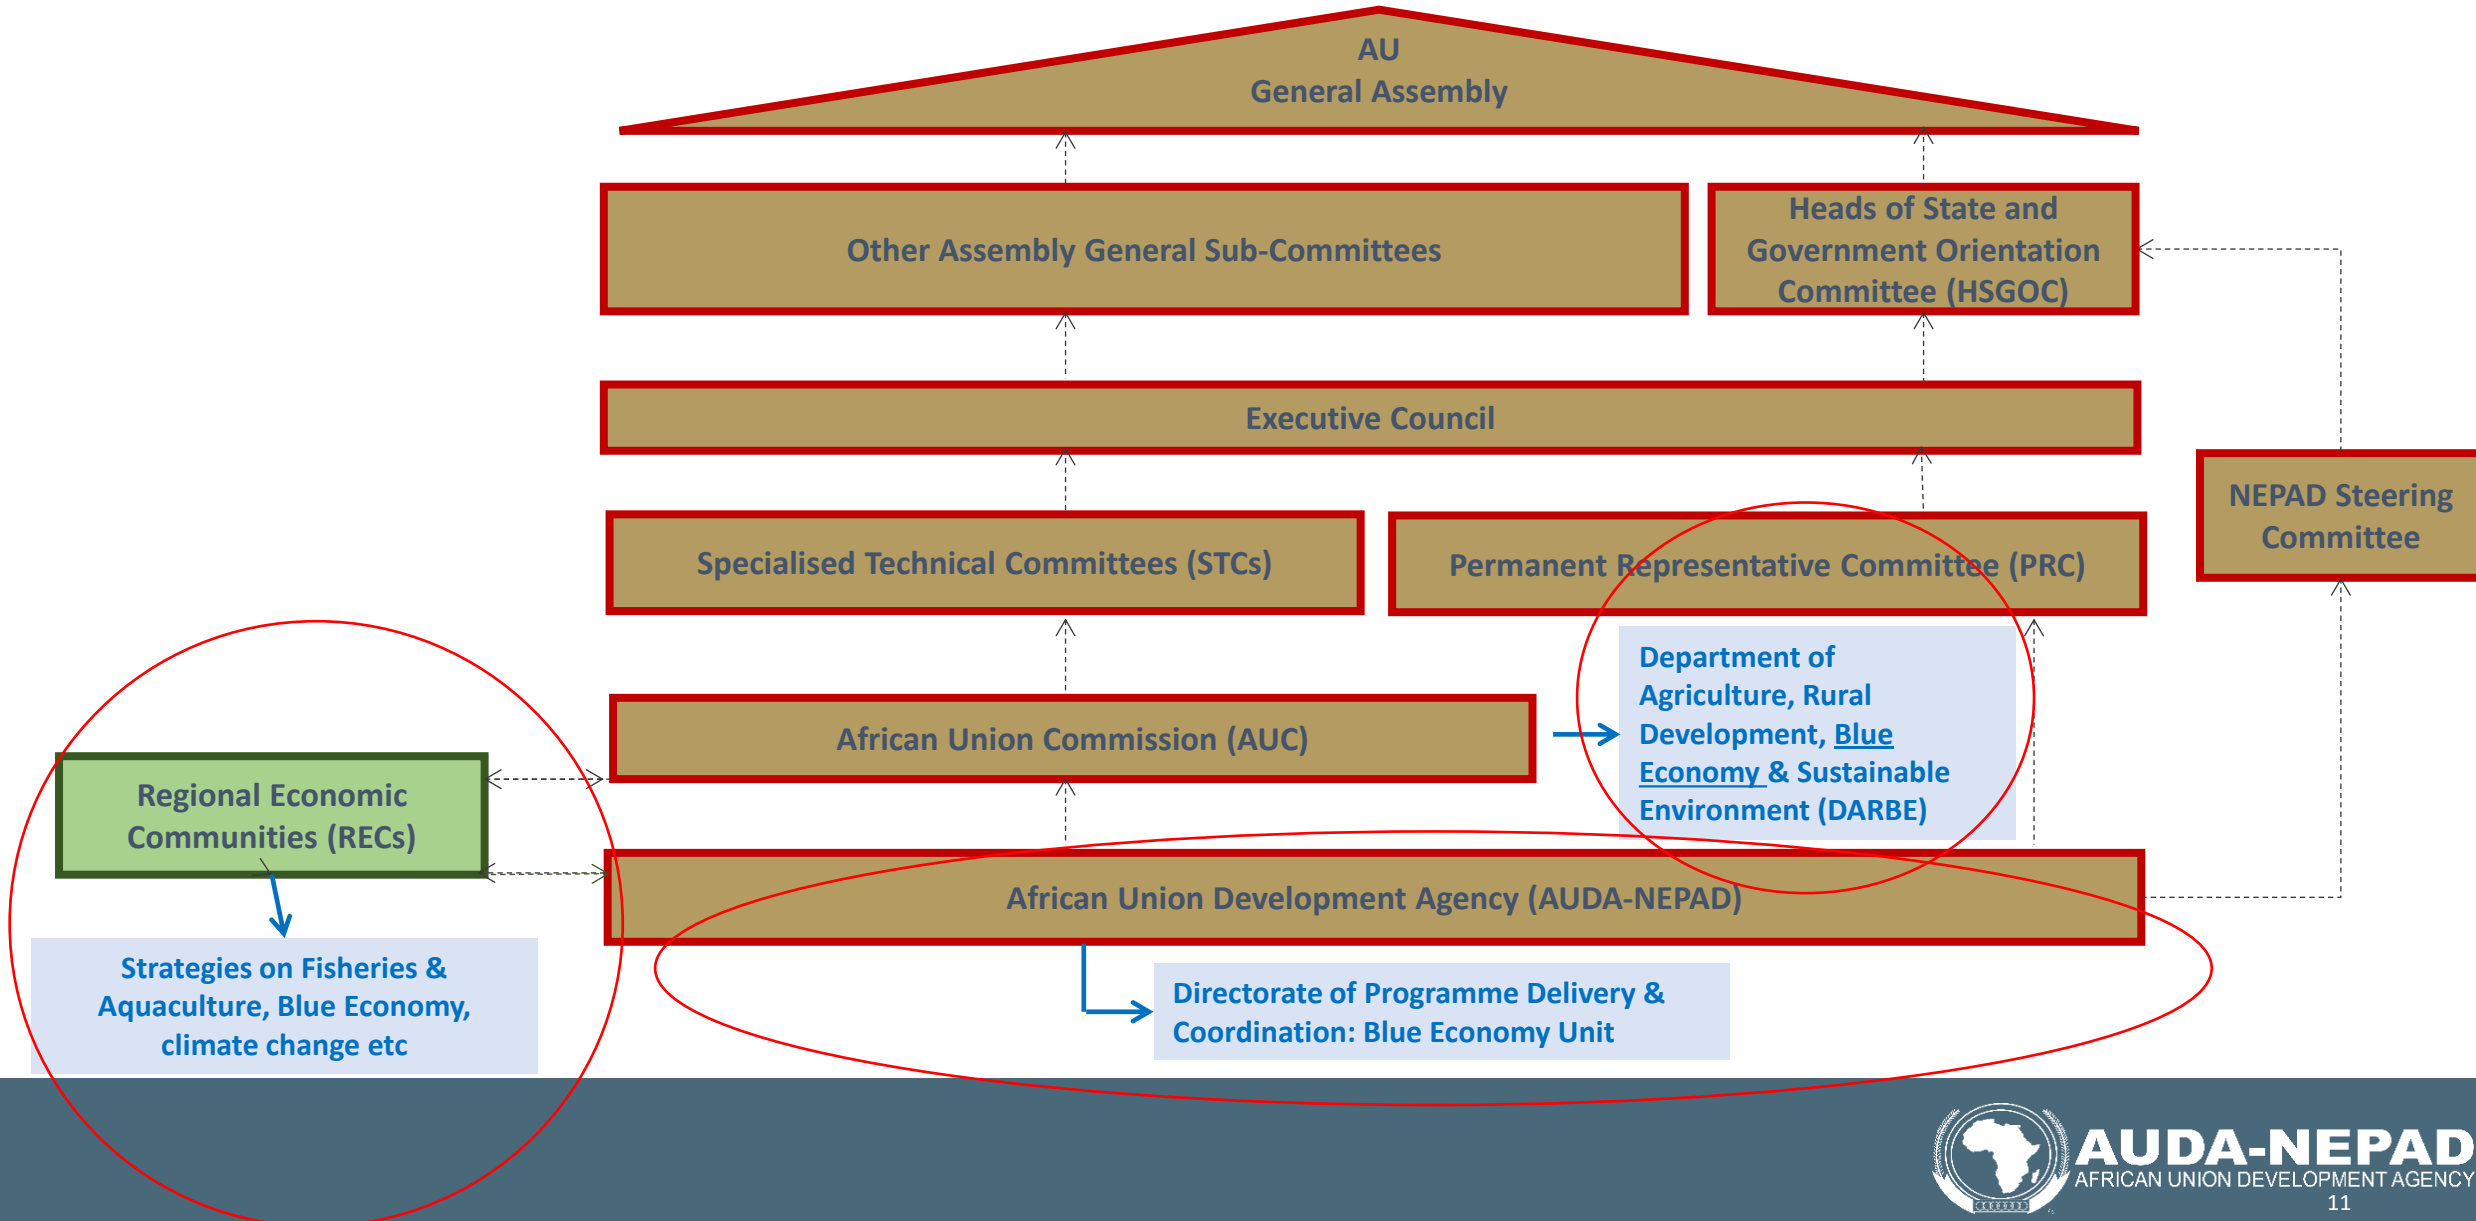 AU
General Assembly
Other Assembly General Sub-Committees
Heads of State and
Government Orientation
Committee (HSGOC)
Executive Council
NEPAD Steering
Committee
Specialised Technical Committees (STCs)
Permanent Representative Committee (PRC)
Department of
Agriculture, Rural
Development, Blue
Economy & Sustainable
Environment (DARBE)
African Union Commission (AUC)
Regional Economic
Communities (RECs)
African Union Development Agency (AUDA-NEPAD)
Strategies on Fisheries &
Aquaculture, Blue Economy,
climate change etc
Directorate of Programme Delivery &
Coordination: Blue Economy Unit
AUDA-NEPAD
AFRICAN UNION DEVELOPMENT AGENCY
11